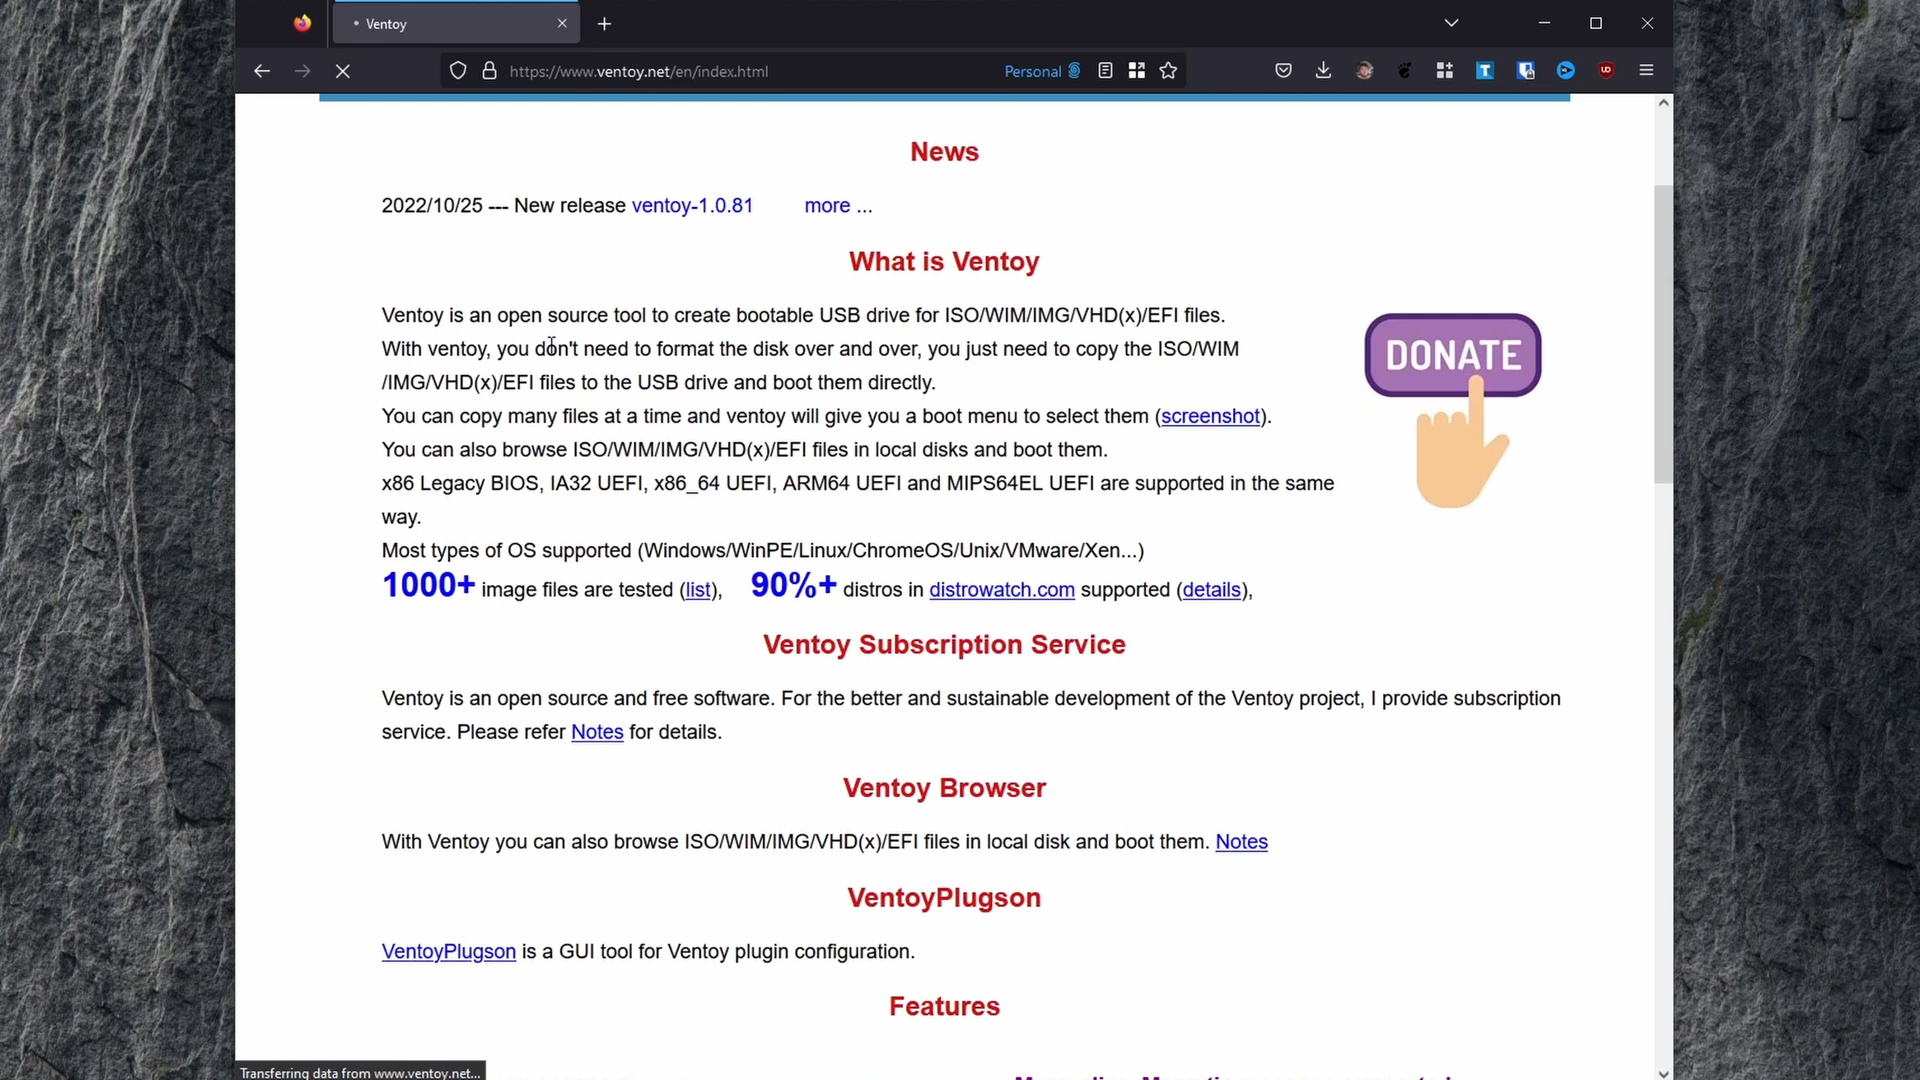 Ventoy
https://www.ventoy.net/en/index.html
Personal
News
2022/10/25 --- New release ventoy-1.0.81 more ...
What is Ventoy
Ventoy is an open source tool to create bootable USB drive for ISO/WIM/IMG/VHD(x)/EFI files.
With ventoy, you don't need to format the disk over and over, you just need to copy the ISO/WIM
/IMG/VHD(x)/EFI files to the USB drive and boot them directly.
You can copy many files at a time and ventoy will give you a boot menu to select them (screenshot).
You can also browse ISO/WIM/IMG/VHD(x)/EFI files in local disks and boot them.
x86 Legacy BIOS, IA32 UEFI, x86_64 UEFI, ARM64 UEFI and MIPS64EL UEFI are supported in the same
way.
Most types of OS supported (Windows/WinPE/Linux/ChromeOS/Unix/VMware/Xen...)
1000+ image files are tested (list), 90%+ distros in distrowatch.com supported (details),
DONATE
Ventoy Subscription Service
Ventoy is an open source and free software. For the better and sustainable development of the Ventoy project, I provide subscription
service. Please refer Notes for details.
Ventoy Browser
With Ventoy you can also browse ISO/WIM/IMG/VHD(x)/EFI files in local disk and boot them. Notes
VentoyPlugson
VentoyPlugson is a GUI tool for Ventoy plugin configuration.
Features
Transferring data from www.ventoy.net...